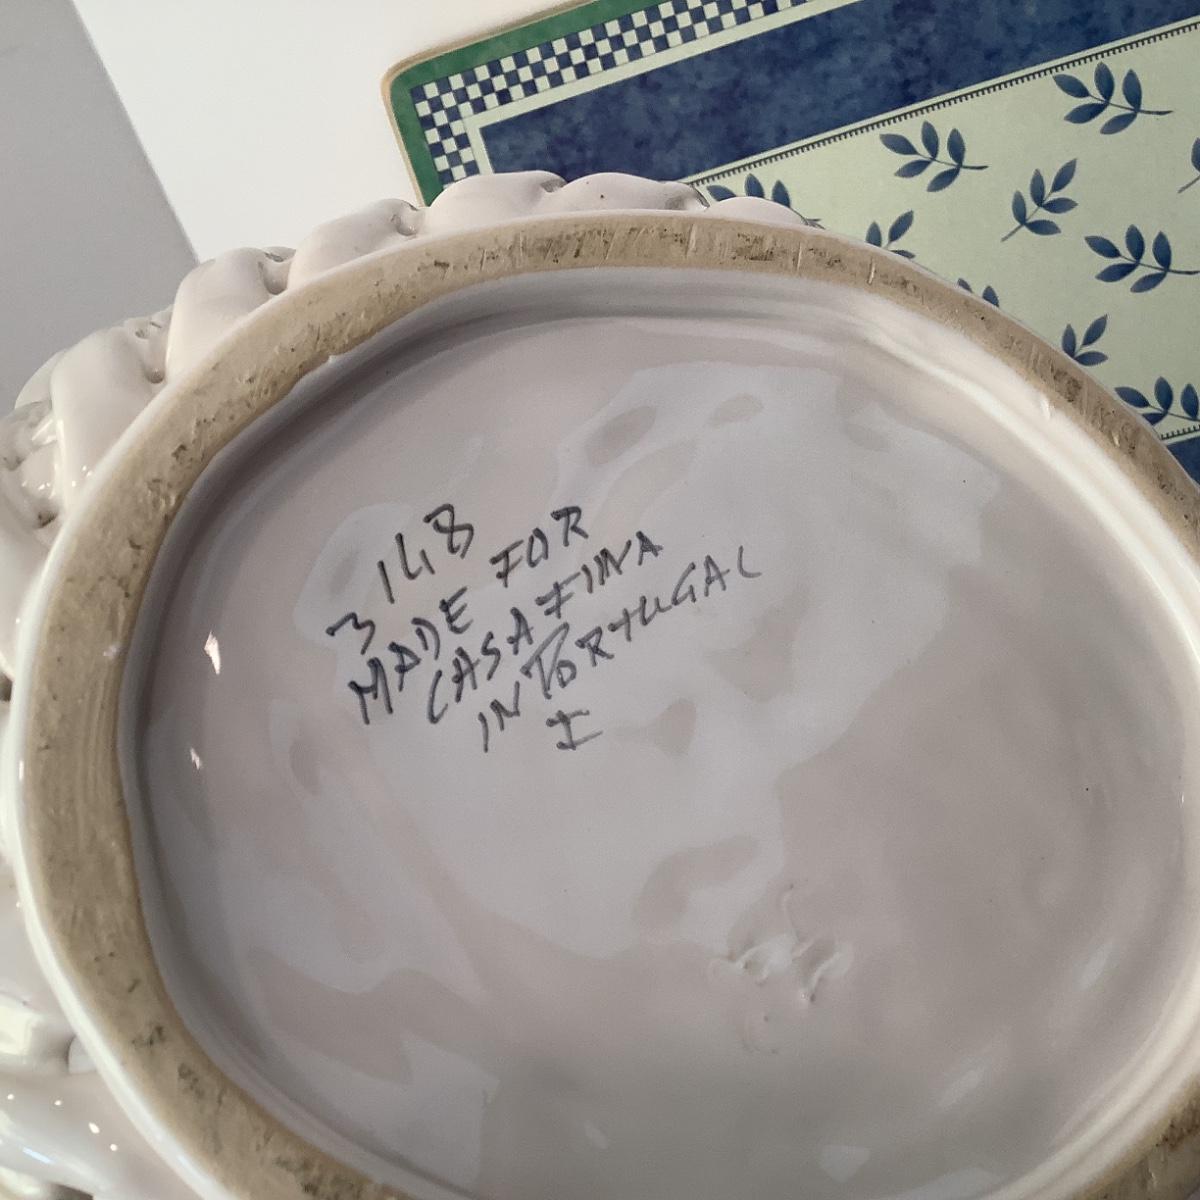 3148
MADE FOR
CASAFINA
IN PORTUGAL
I